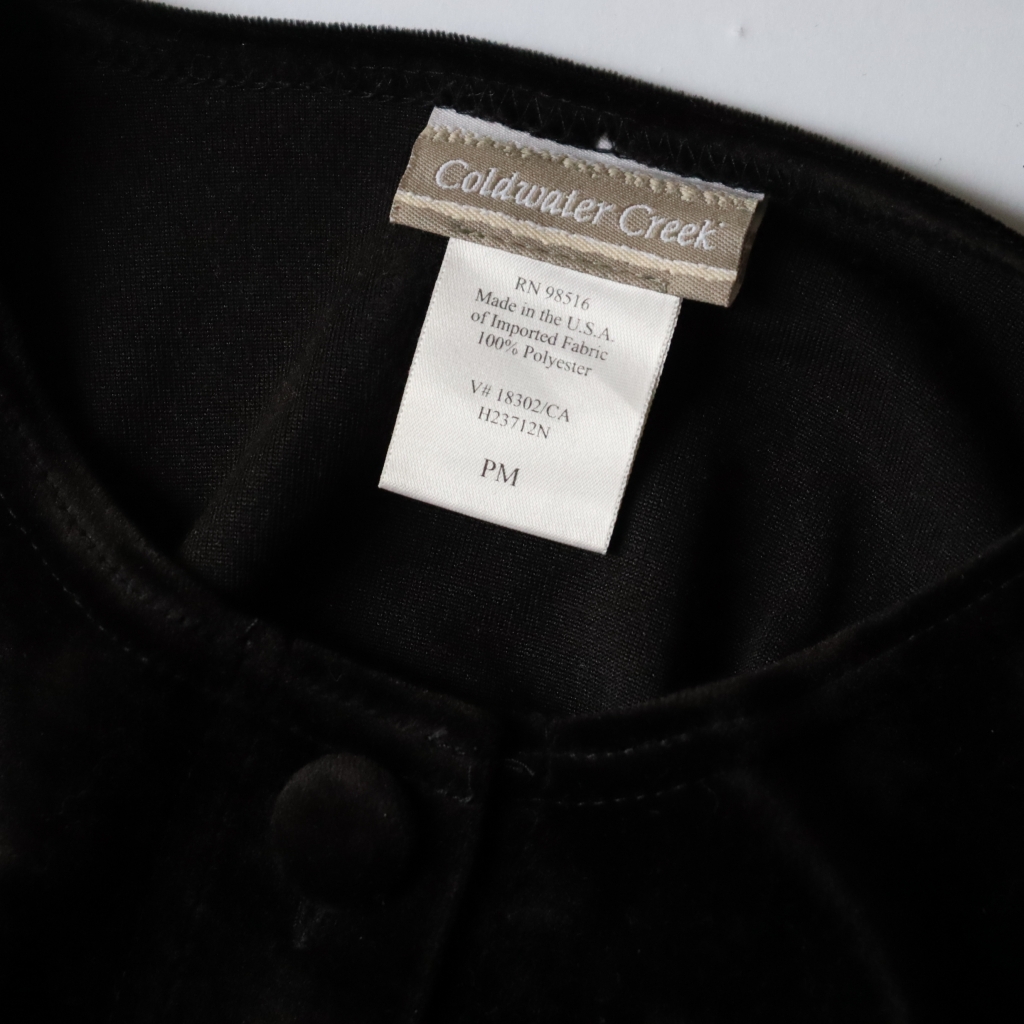 Coldwater Creek
RN 98516
Made in the U.S.A.
of Imported Fabric
100% Polyester
V# 18302/CA
H23712N
PM